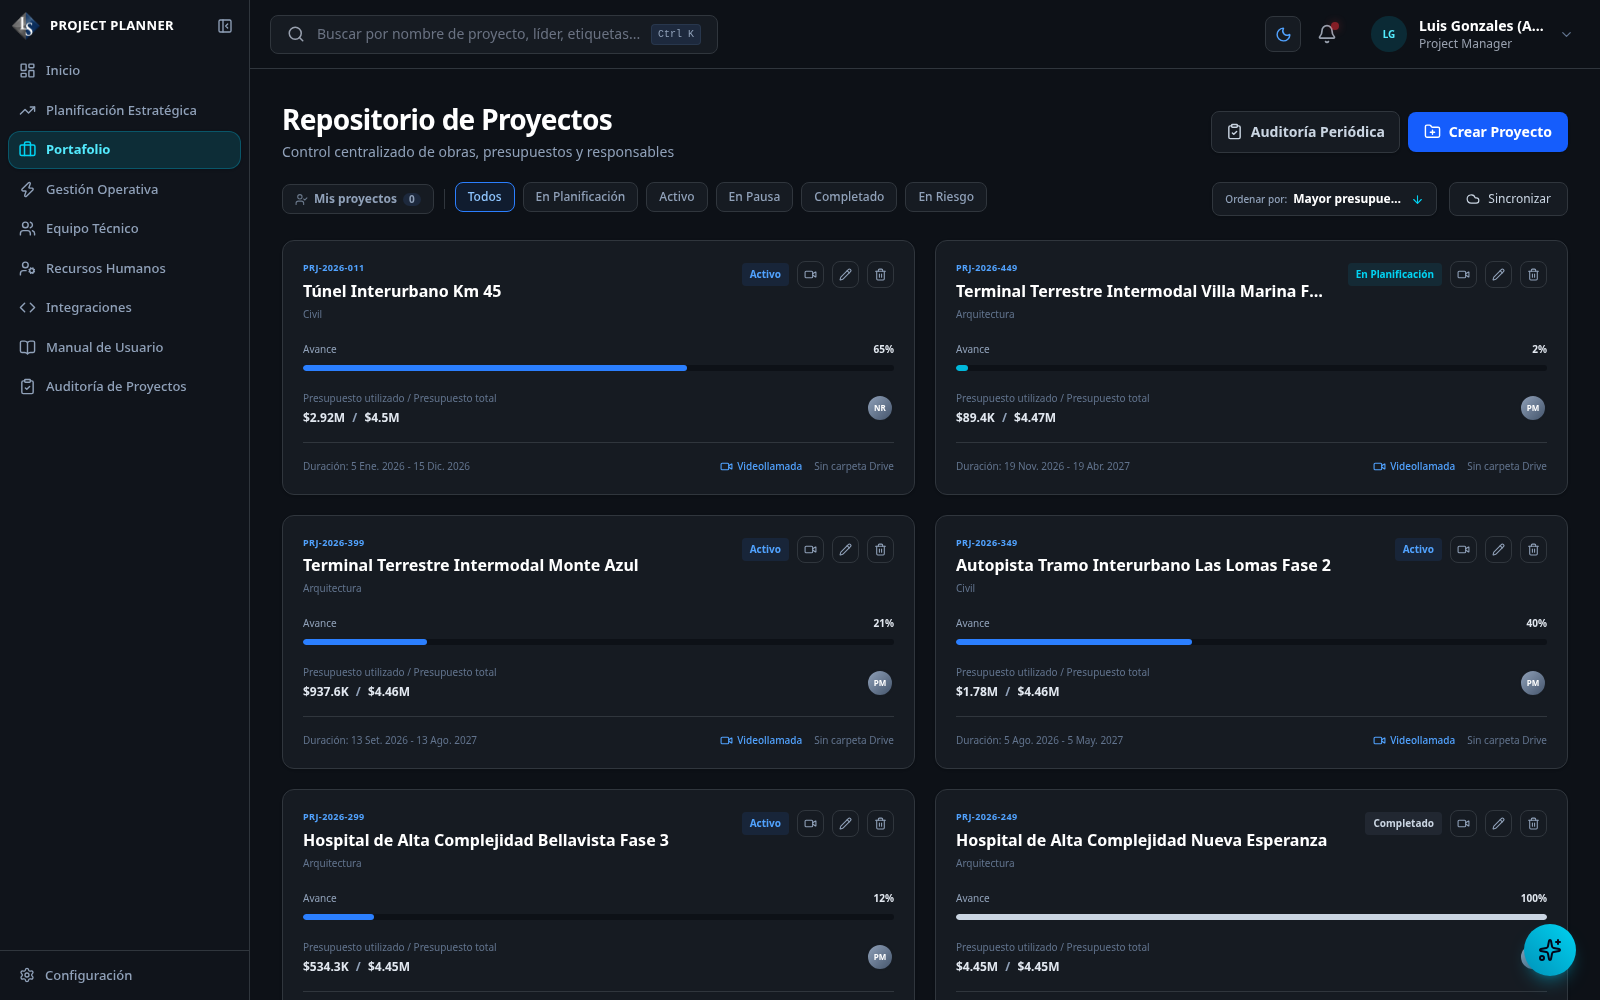 PROJECT PLANNER
Inicio
Planificación Estratégica
Portafolio
Gestión Operativa
Equipo Técnico
Recursos Humanos
Integraciones
Manual de Usuario
Auditoría de Proyectos
Configuración
Buscar por nombre de proyecto, líder, etiquetas...
Ctrl K
LG
Luis Gonzales (A...
Project Manager
Repositorio de Proyectos
Control centralizado de obras, presupuestos y responsables
Auditoría Periódica
Crear Proyecto
Mis proyectos 0
Todos
En Planificación
Activo
En Pausa
Completado
En Riesgo
Ordenar por: Mayor presupue...
Sincronizar
PRJ-2026-011
Activo
Túnel Interurbano Km 45
Civil
Avance 65%
Presupuesto utilizado / Presupuesto total
$2.92M / $4.5M
NR
Duración: 5 Ene. 2026 - 15 Dic. 2026
Videollamada
Sin carpeta Drive
PRJ-2026-449
En Planificación
Terminal Terrestre Intermodal Villa Marina F...
Arquitectura
Avance 2%
Presupuesto utilizado / Presupuesto total
$89.4K / $4.47M
PM
Duración: 19 Nov. 2026 - 19 Abr. 2027
Videollamada
Sin carpeta Drive
PRJ-2026-399
Activo
Terminal Terrestre Intermodal Monte Azul
Arquitectura
Avance 21%
Presupuesto utilizado / Presupuesto total
$937.6K / $4.46M
PM
Duración: 13 Set. 2026 - 13 Ago. 2027
Videollamada
Sin carpeta Drive
PRJ-2026-349
Activo
Autopista Tramo Interurbano Las Lomas Fase 2
Civil
Avance 40%
Presupuesto utilizado / Presupuesto total
$1.78M / $4.46M
PM
Duración: 5 Ago. 2026 - 5 May. 2027
Videollamada
Sin carpeta Drive
PRJ-2026-299
Activo
Hospital de Alta Complejidad Bellavista Fase 3
Arquitectura
Avance 12%
Presupuesto utilizado / Presupuesto total
$534.3K / $4.45M
PM
PRJ-2026-249
Completado
Hospital de Alta Complejidad Nueva Esperanza
Arquitectura
Avance 100%
Presupuesto utilizado / Presupuesto total
$4.45M / $4.45M